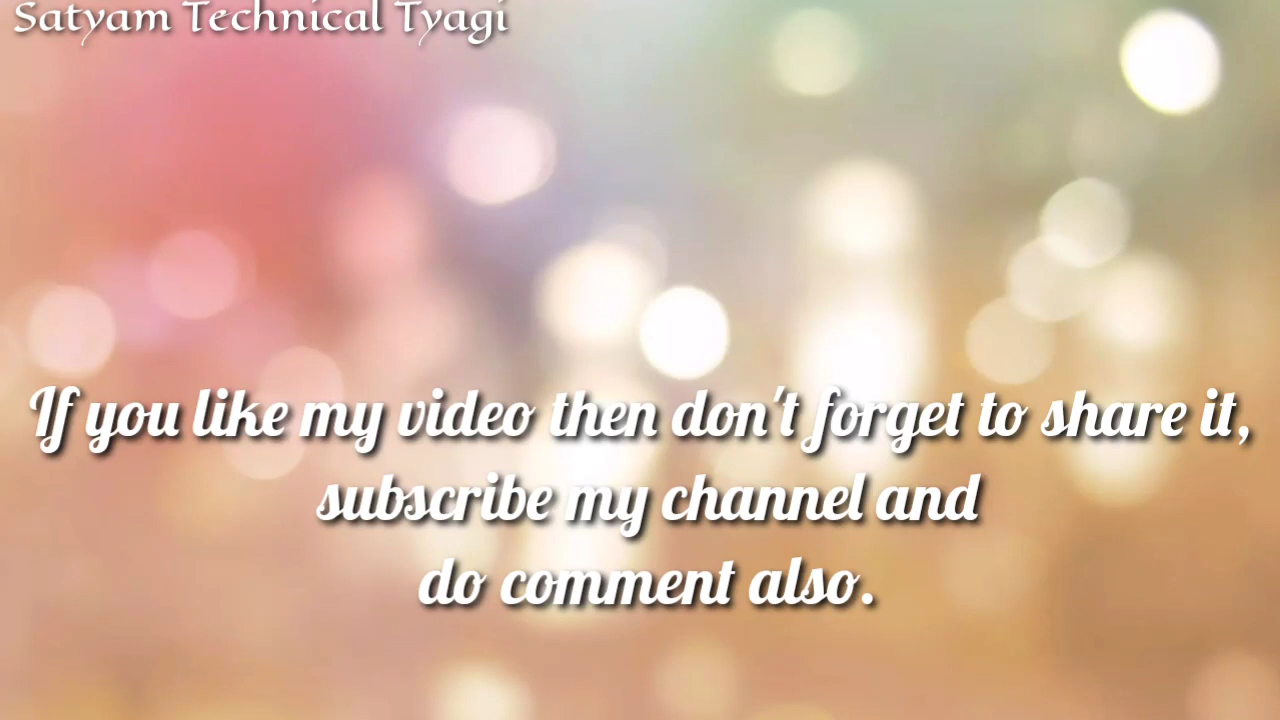 Satyam Technical Tyagi
If you like my video then don't forget to share it,
subscribe my channel and
do comment also.